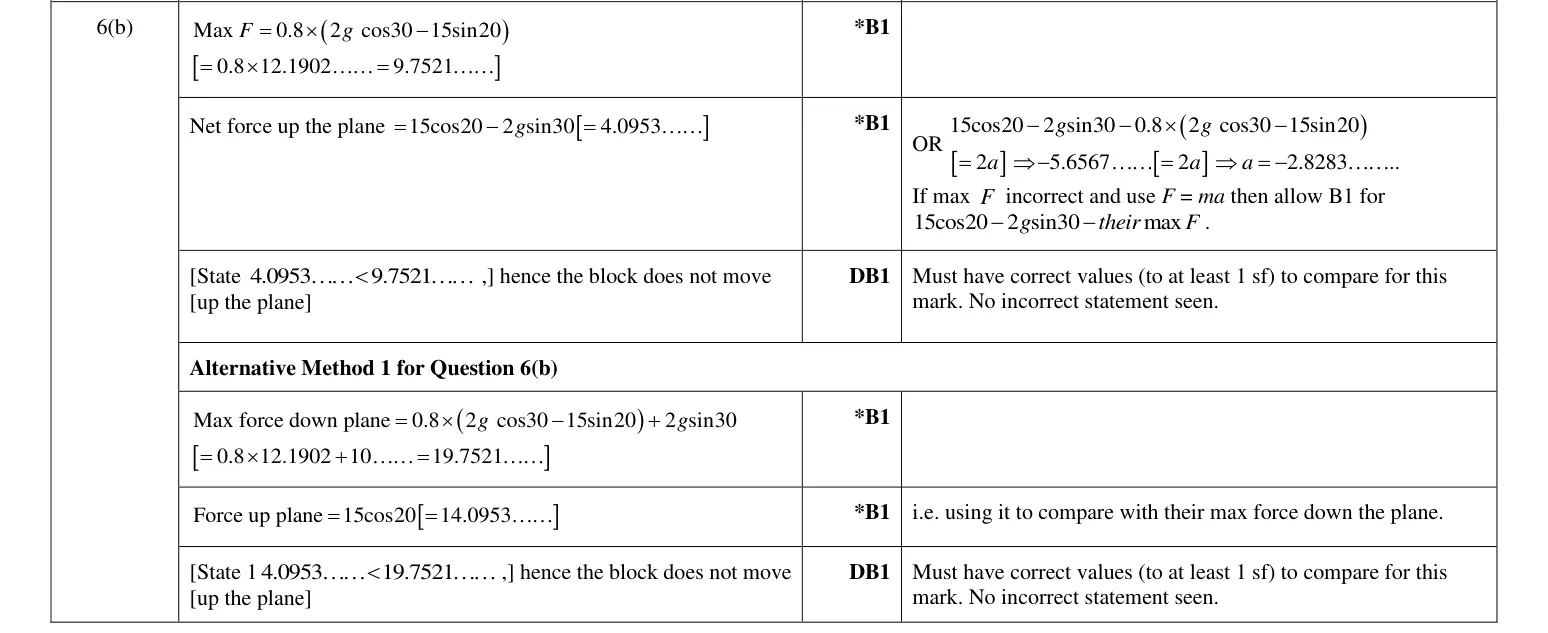 6(b)
Max F = 0.8×(2g cos30 − 15sin20)
[= 0.8×12.1902…… = 9.7521……]
*B1
Net force up the plane = 15cos20 − 2gsin30[= 4.0953……]
*B1
OR 15cos20 − 2gsin30 − 0.8×(2g cos30 − 15sin20)
[= 2a] ⇒ −5.6567……[= 2a] ⇒ a = −2.8283……..
If max F incorrect and use F = ma then allow B1 for
15cos20 − 2gsin30 − their max F .
[State 4.0953…… < 9.7521…… ,] hence the block does not move
[up the plane]
DB1
Must have correct values (to at least 1 sf) to compare for this
mark. No incorrect statement seen.
Alternative Method 1 for Question 6(b)
Max force down plane = 0.8×(2g cos30 − 15sin20) + 2gsin30
[= 0.8×12.1902 + 10…… = 19.7521……]
*B1
Force up plane = 15cos20[= 14.0953……]
*B1
i.e. using it to compare with their max force down the plane.
[State 1 4.0953…… < 19.7521…… ,] hence the block does not move
[up the plane]
DB1
Must have correct values (to at least 1 sf) to compare for this
mark. No incorrect statement seen.